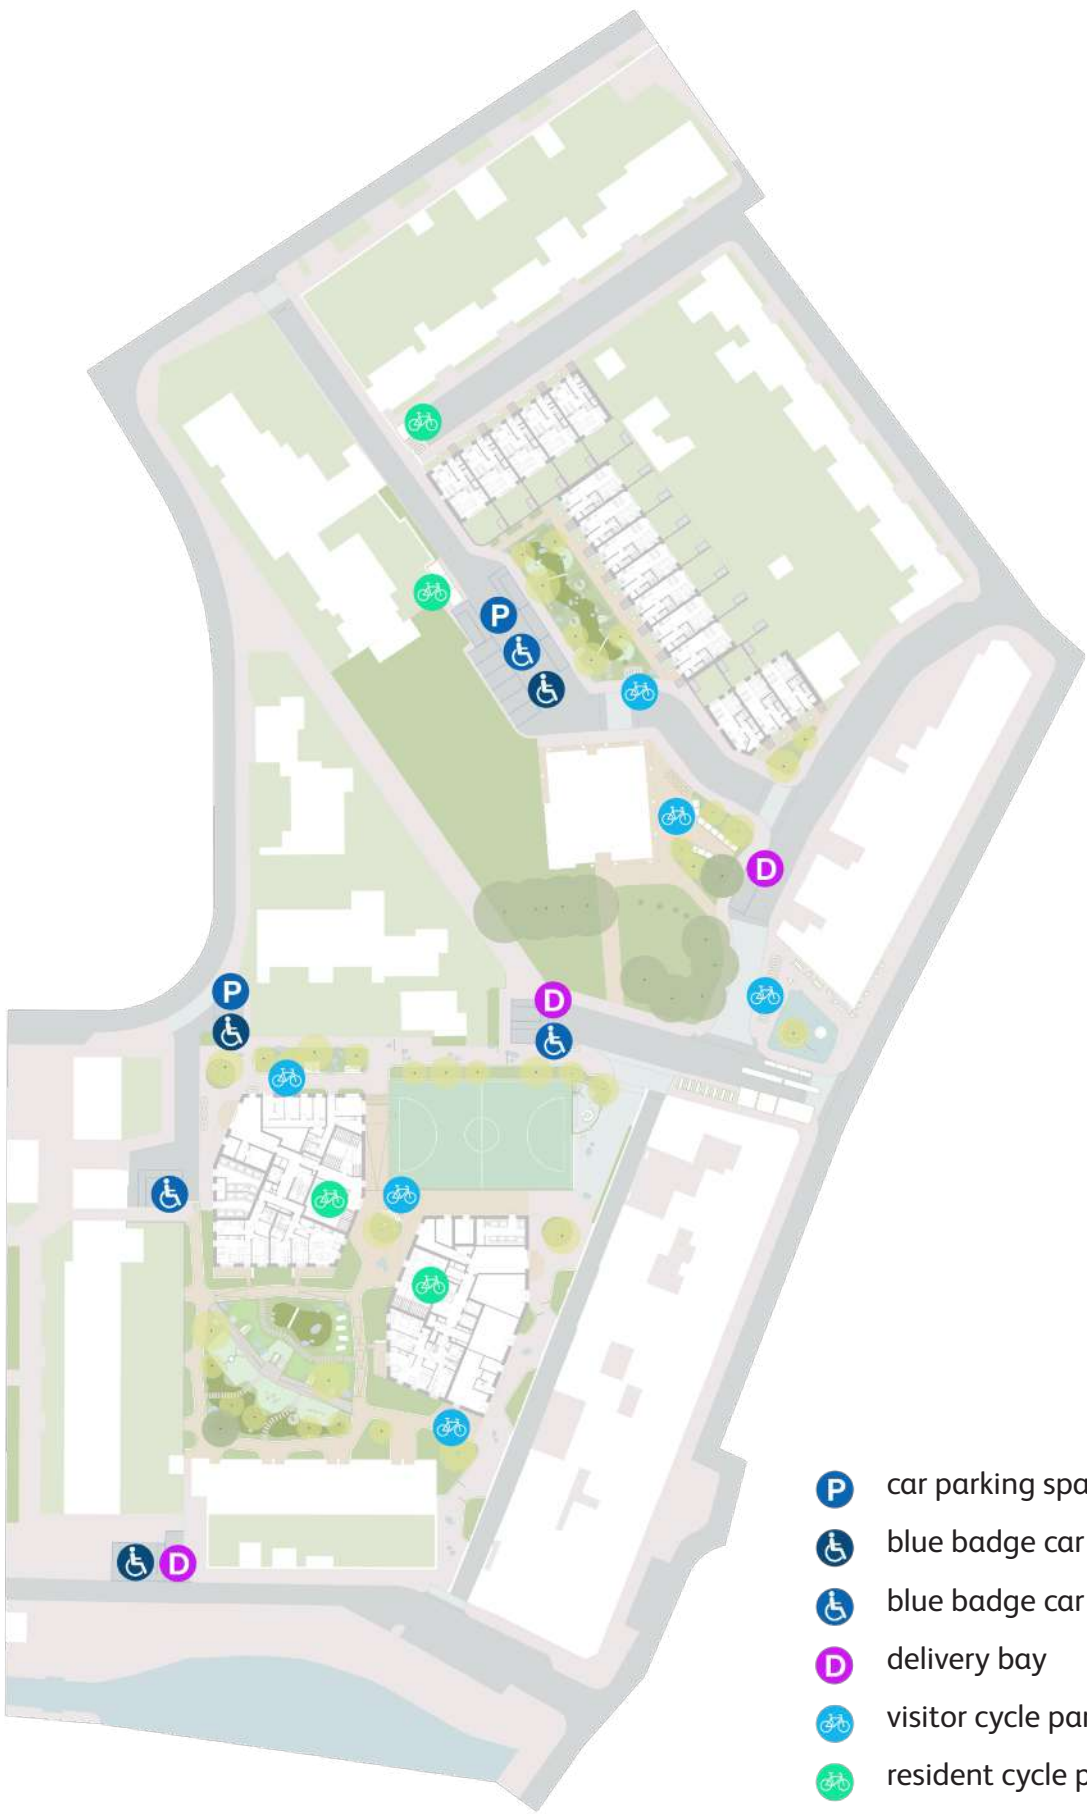 P
P
D
P
D
D
P car parking spa
blue badge car
blue badge car
D delivery bay
visitor cycle par
resident cycle p